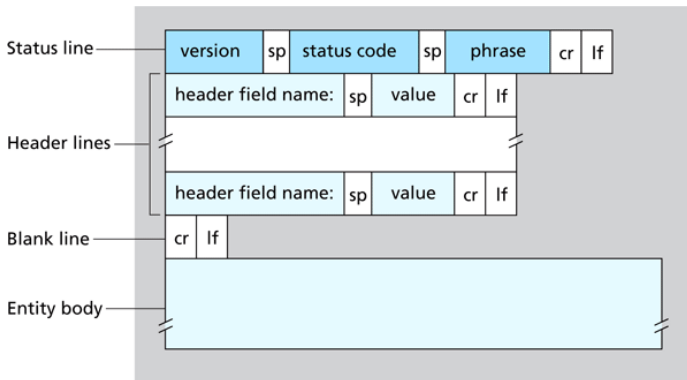 Status line version sp status code sp phrase cr lf
header field name: sp value cr lf
Header lines
header field name: sp value cr lf
Blank line cr lf
Entity body